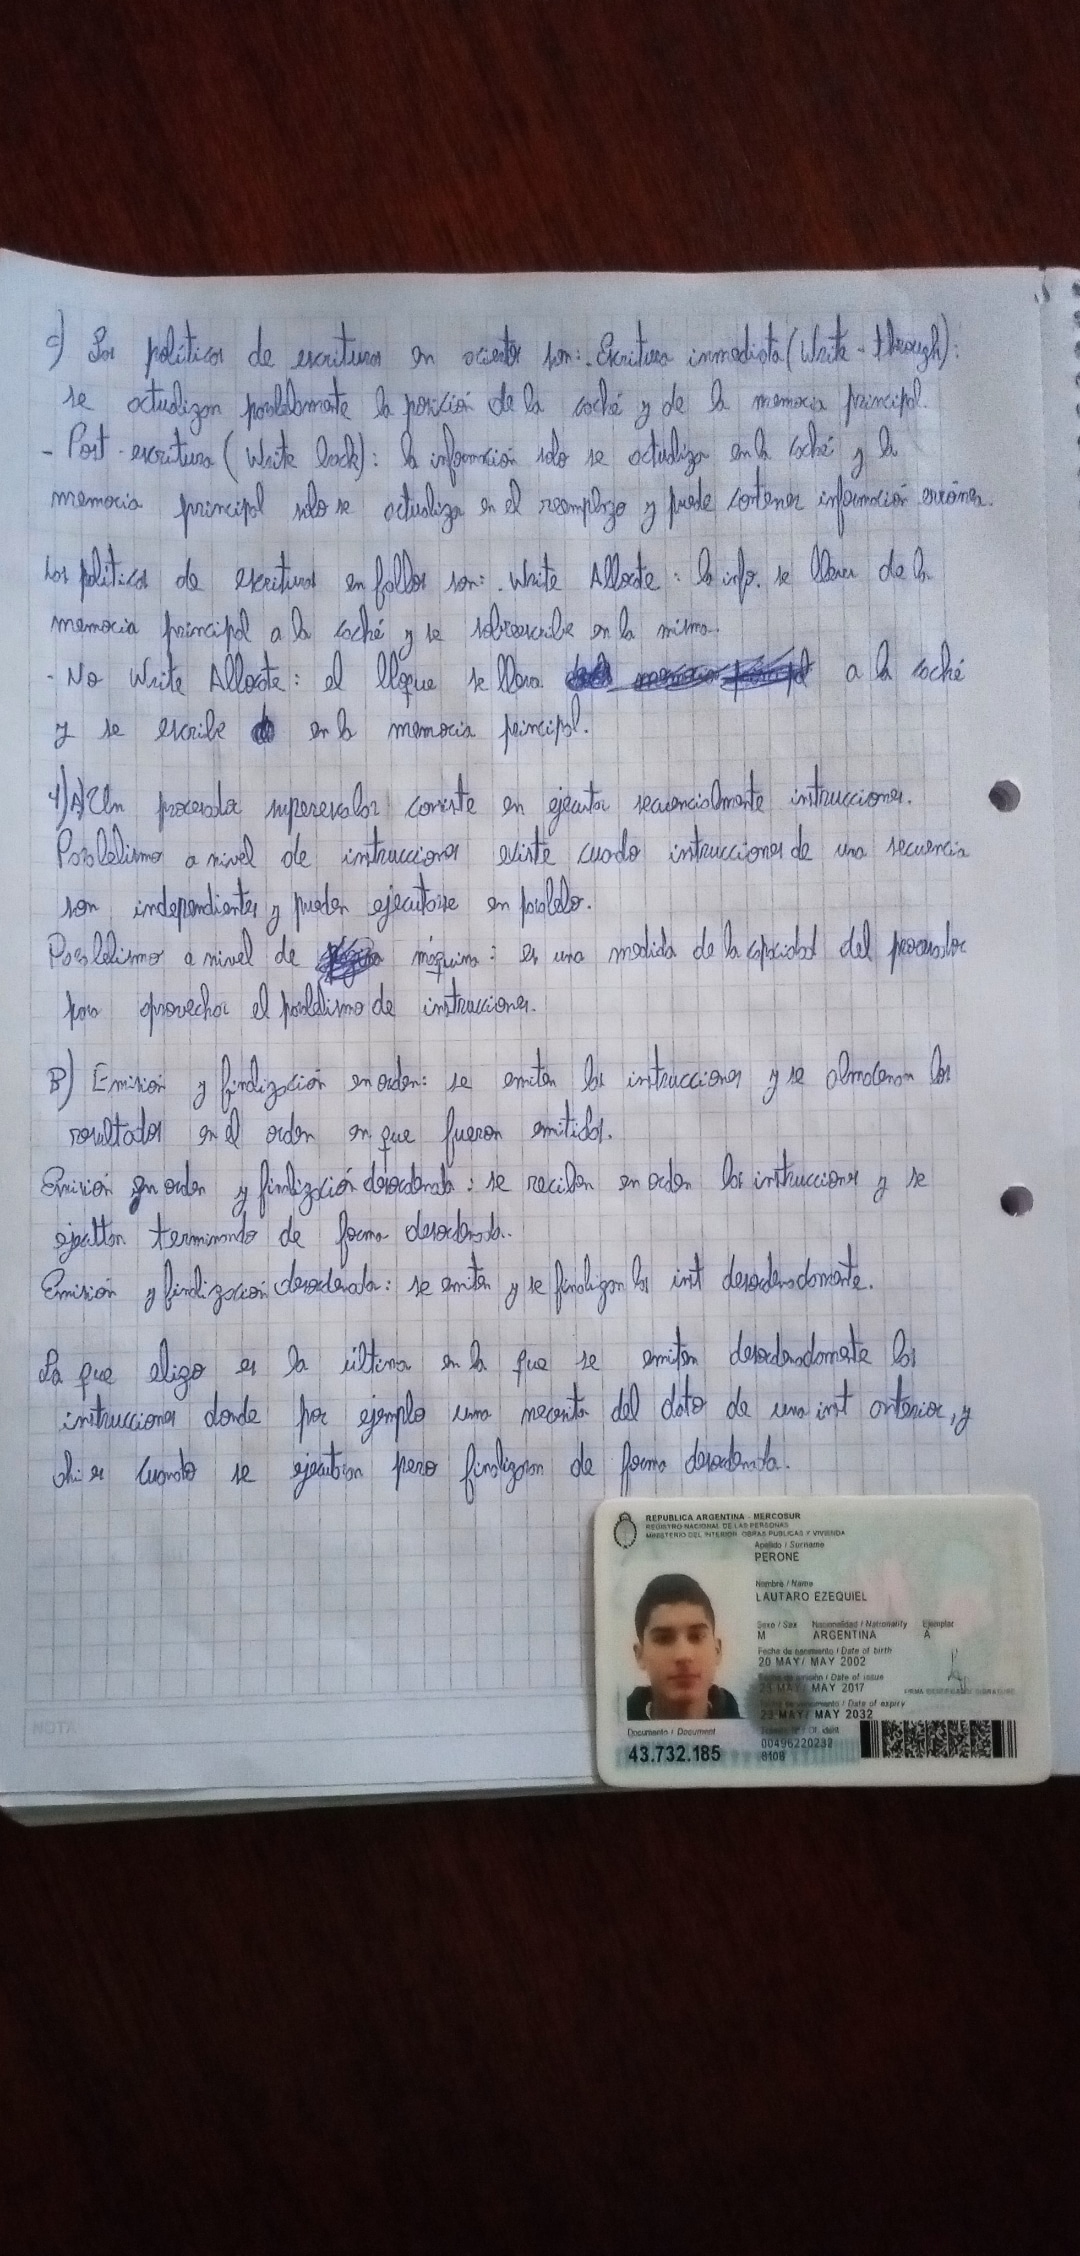 c) Las políticas de escrituras en aciertos son: - Escritura inmediata (Write - through):
se actualizan paralelamente la posición de la caché y de la memoria principal.
- Post - escritura (Write back): la información solo se actualiza en la caché y la
memoria principal solo se actualiza en el reemplazo y puede contener información errónea.
Las políticas de escrituras en fallos son: - Write Allocate: la info. se lleva de la
memoria principal a la caché y se sobreescribe en la misma.
- No Write Allocate: el bloque se lleva a la caché
y se escribe en la memoria principal.
4) A) Un procesador superescalar consiste en ejecutar secuencialmente instrucciones.
Paralelismo a nivel de instrucciones existe cuando instrucciones de una secuencia
son independientes y pueden ejecutarse en paralelo.
Paralelismo a nivel de máquina: es una medida de la capacidad del procesador
para aprovechar el paralelismo de instrucciones.
B) Emisión y finalización en orden: se emiten las instrucciones y se almacenan los
resultados en el orden en que fueron emitidos.
Emisión en orden y finalización desordenada: se reciben en orden las instrucciones y se
ejecutan terminando de forma desordenada.
Emisión y finalización desordenada: se emiten y se finalizan las inst desordenadamente.
La que eligo es la última en la que se emiten desordenadamente las
instrucciones donde por ejemplo una necesita del dato de una inst anterior, y
ahi es cuando se ejecutan pero finalizan de forma desordenada.
REPUBLICA ARGENTINA - MERCOSUR
REGISTRO NACIONAL DE LAS PERSONAS
MINISTERIO DEL INTERIOR, OBRAS PUBLICAS Y VIVIENDA
Apellido / Surname
PERONE
Nombre / Name
LAUTARO EZEQUIEL
Sexo / Sex Nacionalidad / Nationality Ejemplar
M ARGENTINA A
Fecha de nacimiento / Date of birth
20 MAY/ MAY 2002
Fecha de emisión / Date of issue
23 MAY/ MAY 2017
FIRMA IDENTIFICADO / SIGNATURE
Fecha de vencimiento / Date of expiry
23 MAY/ MAY 2032
Documento / Document
43.732.185
Trámite Nº / Of. ident.
00496220232
8108